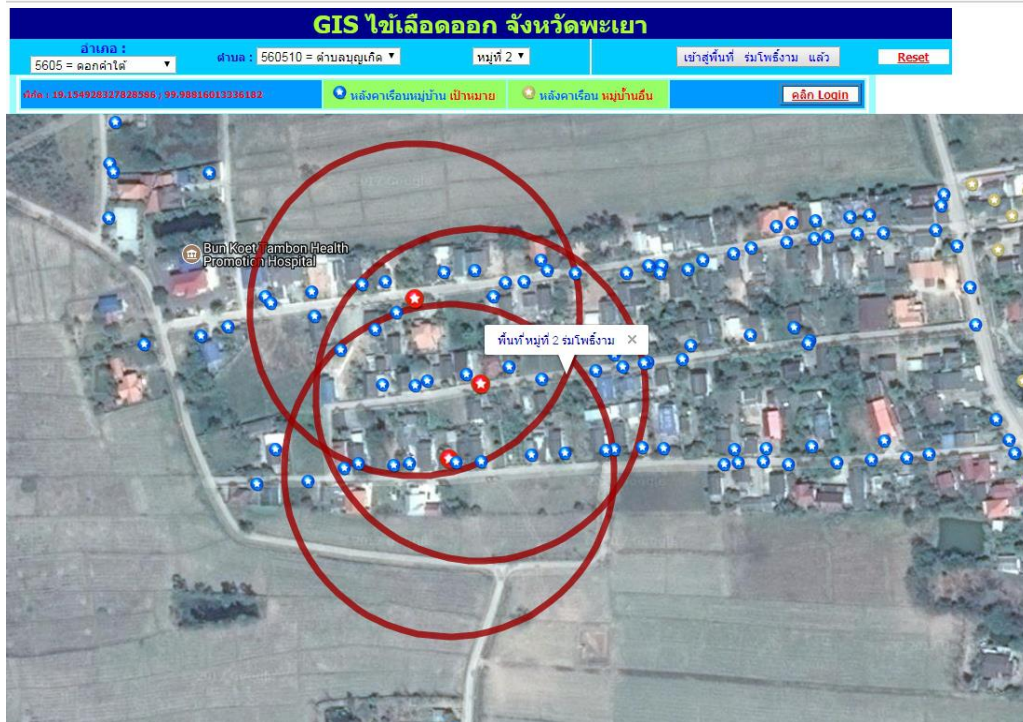 GIS ไข้เลือดออก จังหวัดพะเยา
อำเภอ :
5605 = ดอกคำใต้
ตำบล : 560510 = ตำบลบุญเกิด
หมู่ที่ 2
เข้าสู่พื้นที่ ร่มโพธิ์งาม แล้ว
Reset
พิกัด : 19.154928327828586 ; 99.98816013336182
หลังคาเรือนหมู่บ้าน เป้าหมาย
หลังคาเรือน หมู่บ้านอื่น
คลิก Login
Bun Koet Tambon Health
Promotion Hospital
พื้นที่ หมู่ที่ 2 ร่มโพธิ์งาม